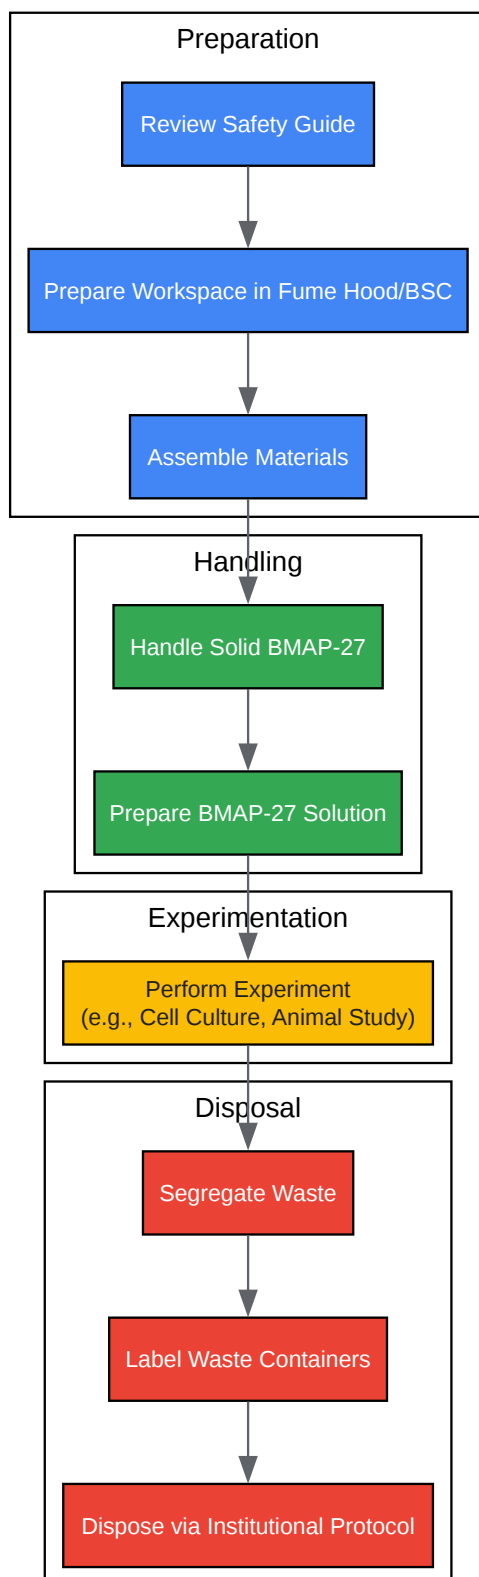 Preparation
Review Safety Guide
Prepare Workspace in Fume Hood/BSC
Assemble Materials
Handling
Handle Solid BMAP-27
Prepare BMAP-27 Solution
Experimentation
Perform Experiment
(e.g., Cell Culture, Animal Study)
Disposal
Segregate Waste
Label Waste Containers
Dispose via Institutional Protocol